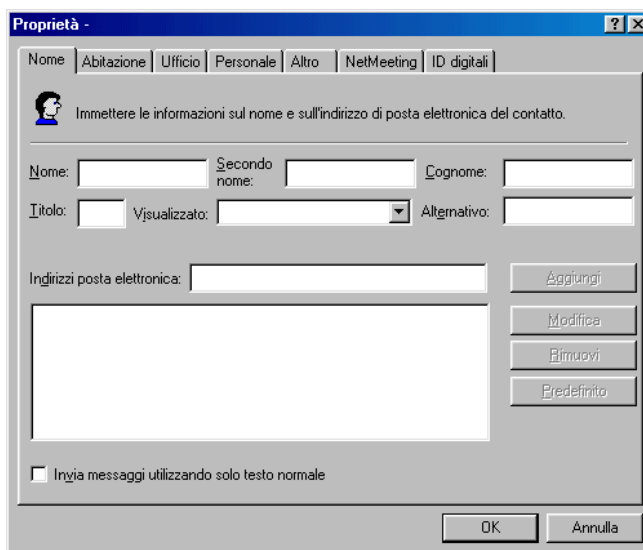 Proprietà -
Nome Abitazione Ufficio Personale Altro NetMeeting ID digitali
Immettere le informazioni sul nome e sull'indirizzo di posta elettronica del contatto.
Nome: Secondo nome: Cognome:
Titolo: Visualizzato: Alternativo:
Indirizzi posta elettronica: Aggiungi
Modifica
Rimuovi
Predefinito
Invia messaggi utilizzando solo testo normale
OK Annulla